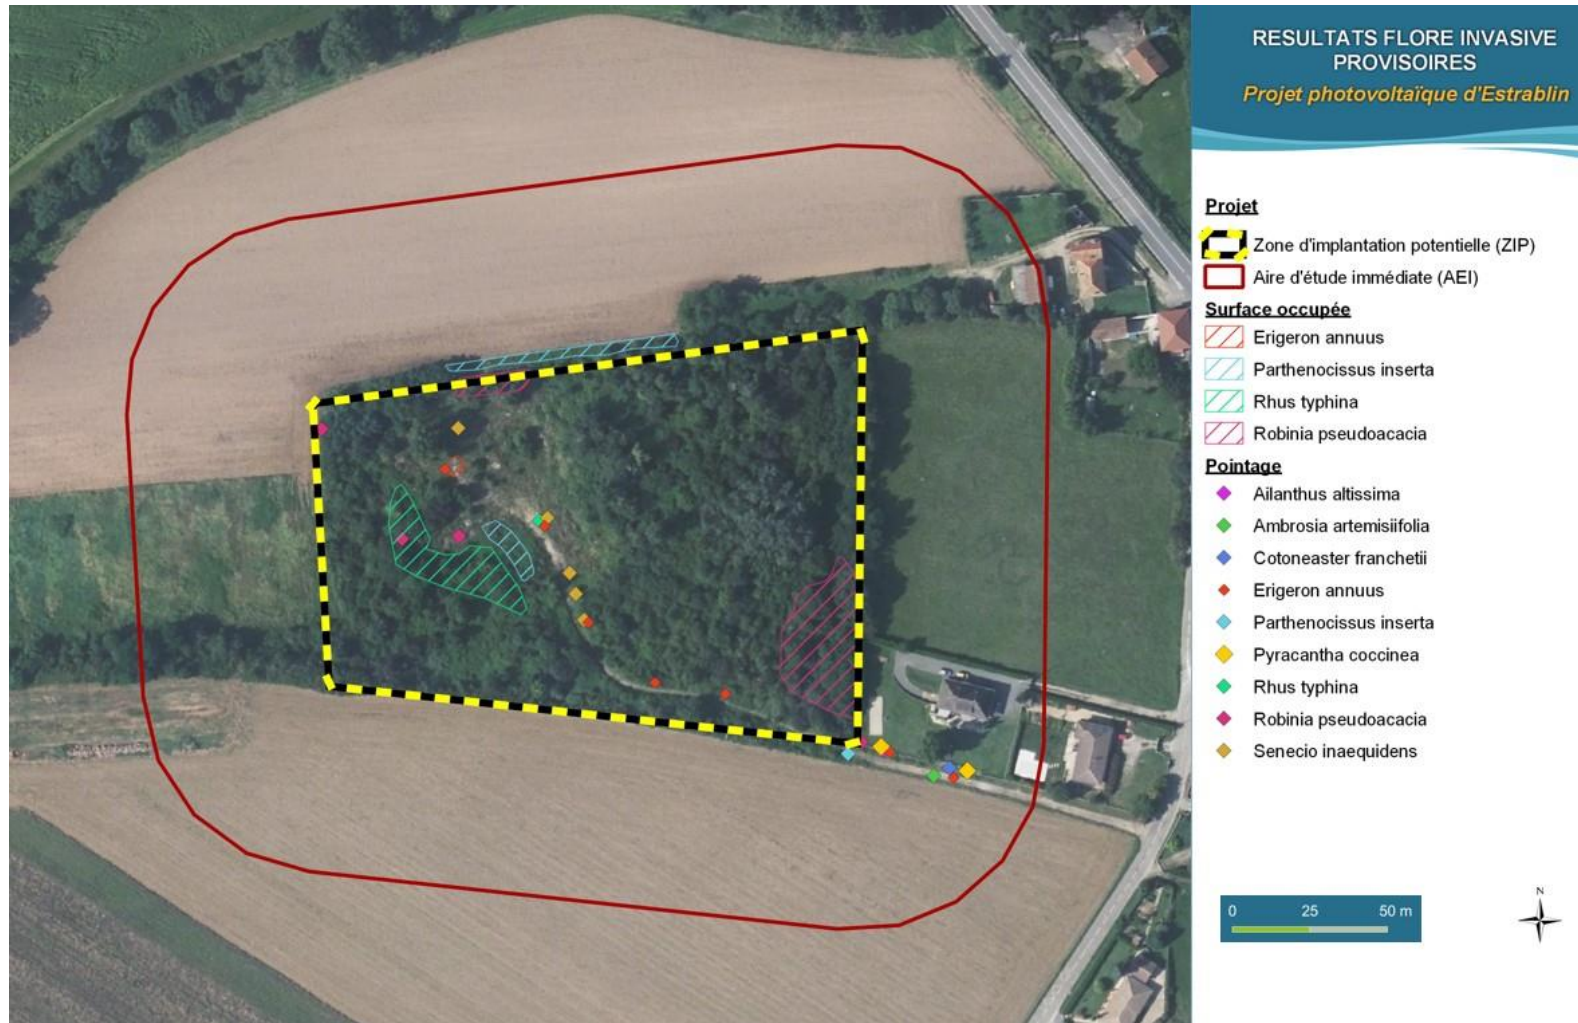 RESULTATS FLORE INVASIVE
PROVISOIRES
Projet photovoltaïque d'Estrablin
Projet
Zone d'implantation potentielle (ZIP)
Aire d'étude immédiate (AEI)
Surface occupée
Erigeron annuus
Parthenocissus inserta
Rhus typhina
Robinia pseudoacacia
Pointage
Ailanthus altissima
Ambrosia artemisiifolia
Cotoneaster franchetii
Erigeron annuus
Parthenocissus inserta
Pyracantha coccinea
Rhus typhina
Robinia pseudoacacia
Senecio inaequidens
0 25 50 m
N